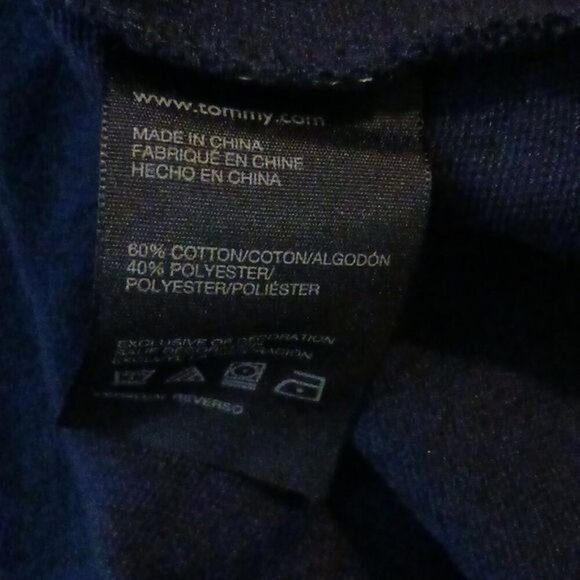 www.tommy.com
MADE IN CHINA
FABRIQUÉ EN CHINE
HECHO EN CHINA
60% COTTON/COTON/ALGODÓN
40% POLYESTER/
POLYESTER/POLIÉSTER
EXCLUSIVE OF DECORATION
REVERSO